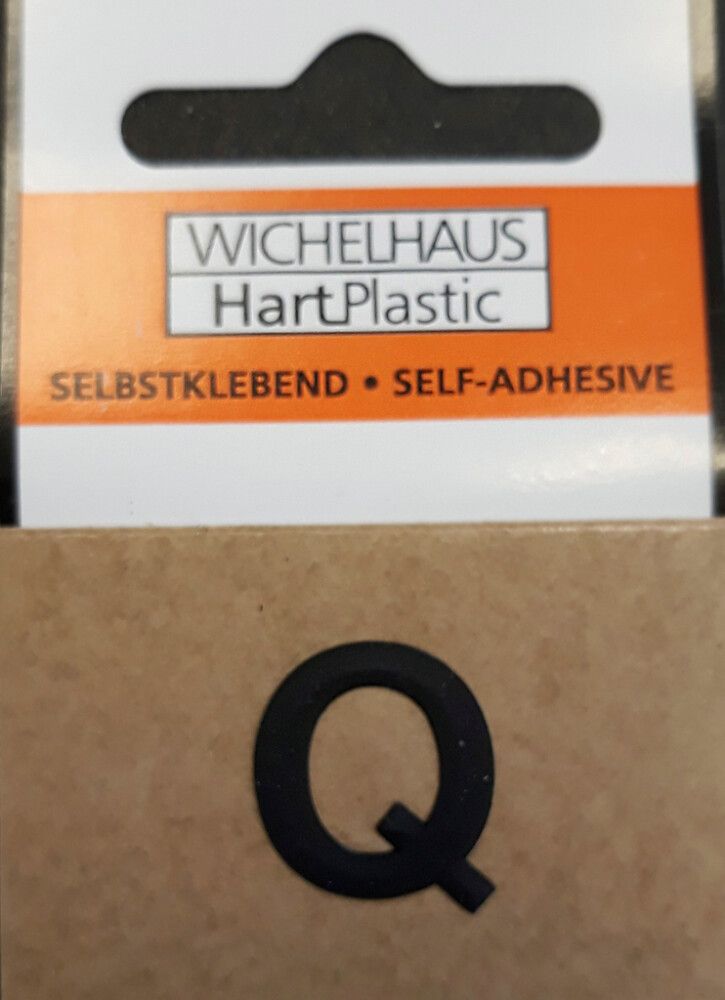 WICHELHAUS
HartPlastic
SELBSTKLEBEND • SELF-ADHESIVE
Q